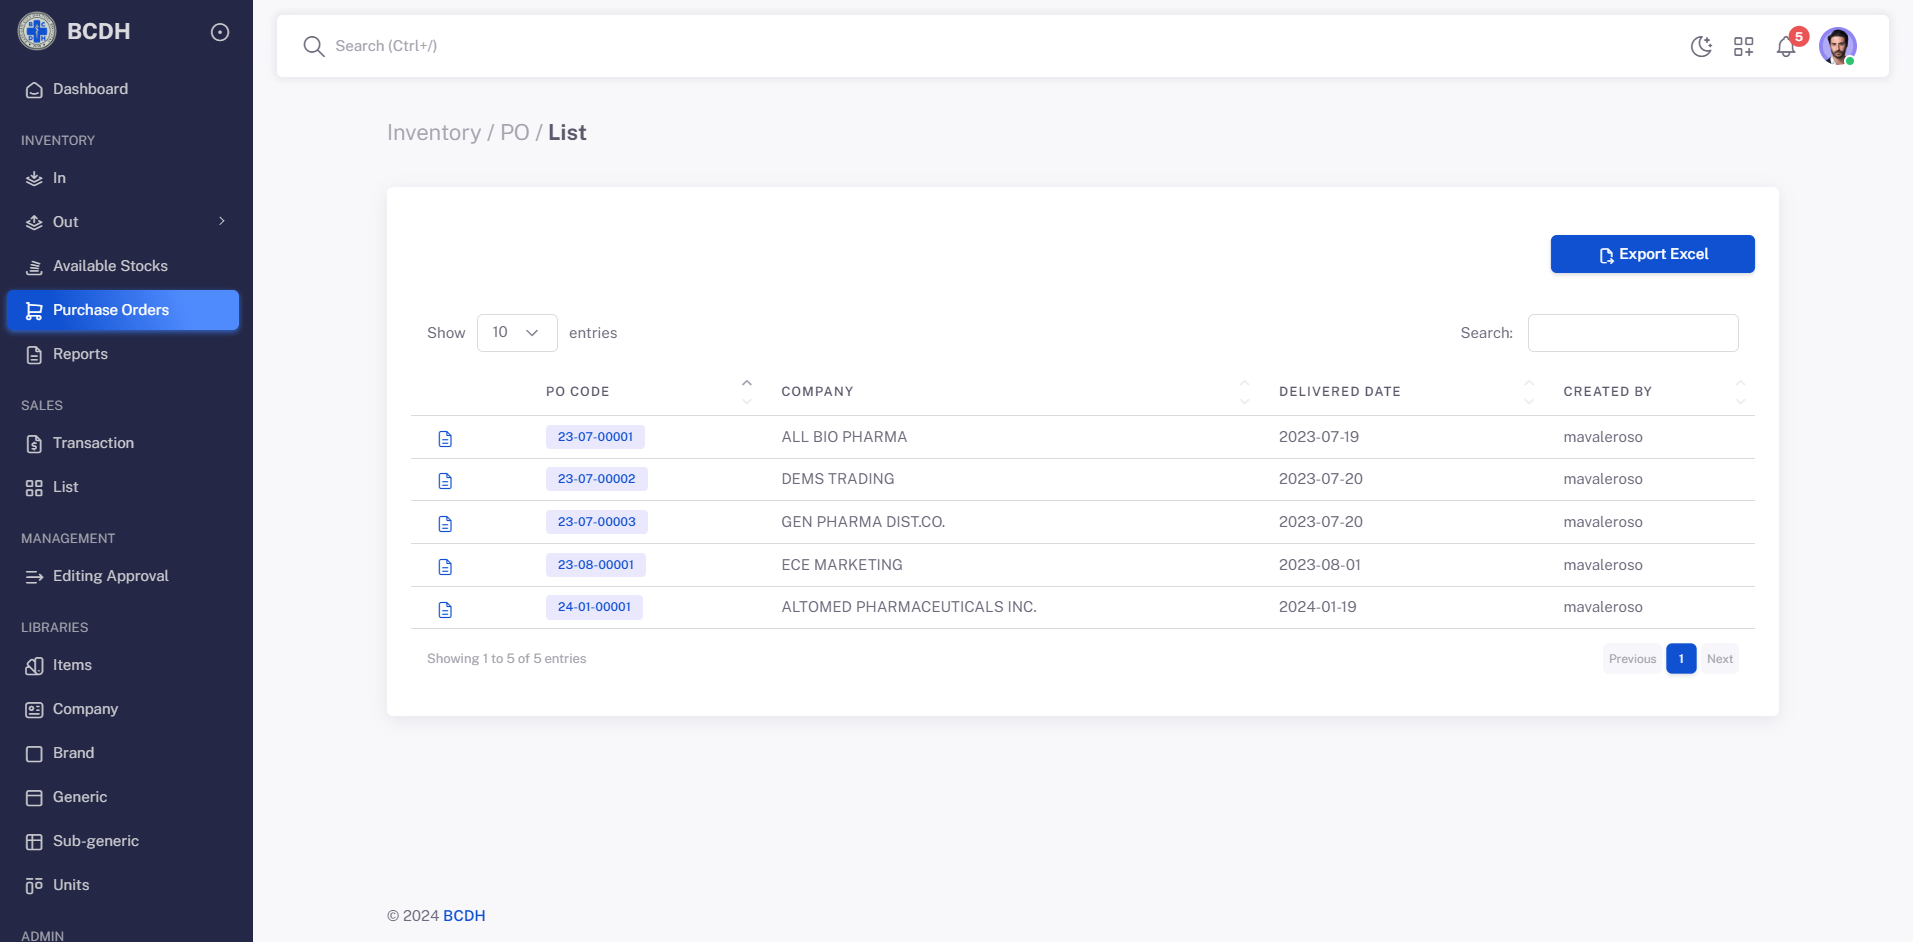 BCDH
Search (Ctrl+/)
5
Dashboard
INVENTORY
In
Out
Available Stocks
Purchase Orders
Reports
SALES
Transaction
List
MANAGEMENT
Editing Approval
LIBRARIES
Items
Company
Brand
Generic
Sub-generic
Units
ADMIN
Inventory / PO / List
Export Excel
Show 10 entries
Search:
PO CODE COMPANY DELIVERED DATE CREATED BY
23-07-00001 ALL BIO PHARMA 2023-07-19 mavaleroso
23-07-00002 DEMS TRADING 2023-07-20 mavaleroso
23-07-00003 GEN PHARMA DIST.CO. 2023-07-20 mavaleroso
23-08-00001 ECE MARKETING 2023-08-01 mavaleroso
24-01-00001 ALTOMED PHARMACEUTICALS INC. 2024-01-19 mavaleroso
Showing 1 to 5 of 5 entries
Previous 1 Next
© 2024 BCDH